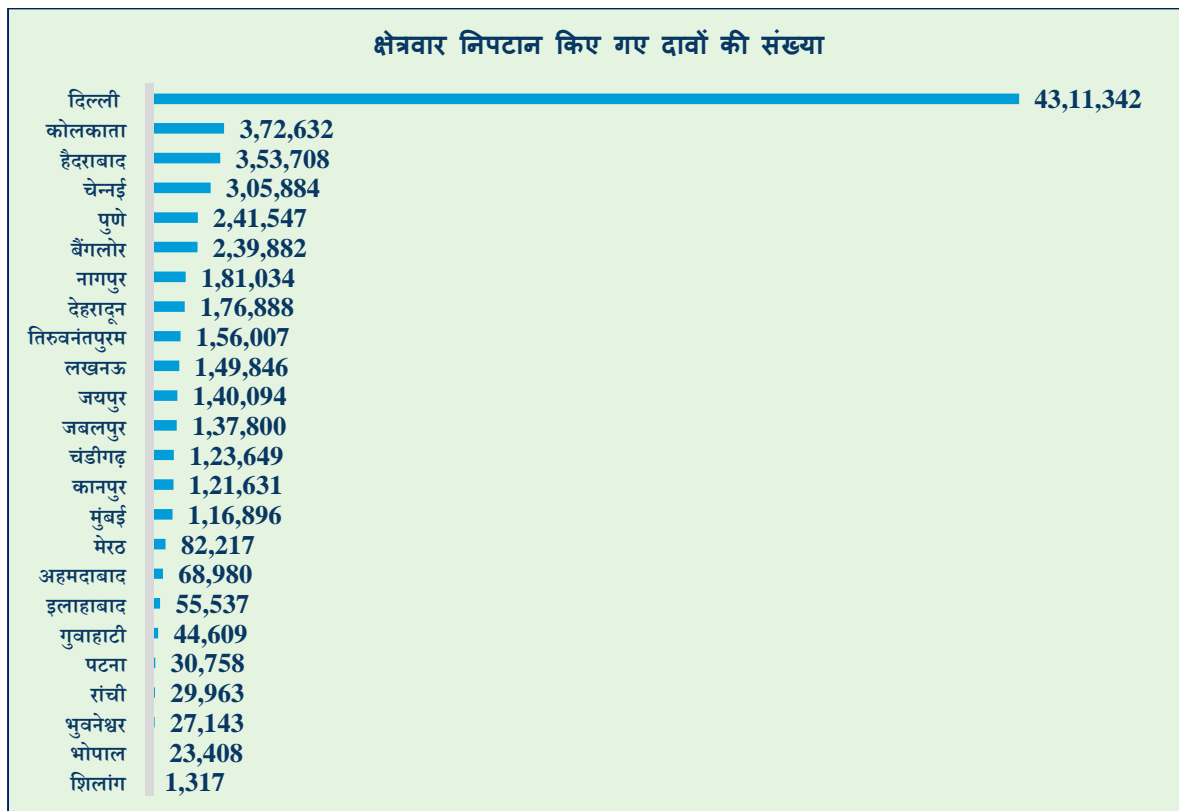 क्षेत्रवार निपटान किए गए दावों की संख्या
दिल्ली 43,11,342
कोलकाता 3,72,632
हैदराबाद 3,53,708
चेन्नई 3,05,884
पुणे 2,41,547
बैंगलोर 2,39,882
नागपुर 1,81,034
देहरादून 1,76,888
तिरुवनंतपुरम 1,56,007
लखनऊ 1,49,846
जयपुर 1,40,094
जबलपुर 1,37,800
चंडीगढ़ 1,23,649
कानपुर 1,21,631
मुंबई 1,16,896
मेरठ 82,217
अहमदाबाद 68,980
इलाहाबाद 55,537
गुवाहाटी 44,609
पटना 30,758
रांची 29,963
भुवनेश्वर 27,143
भोपाल 23,408
शिलांग 1,317